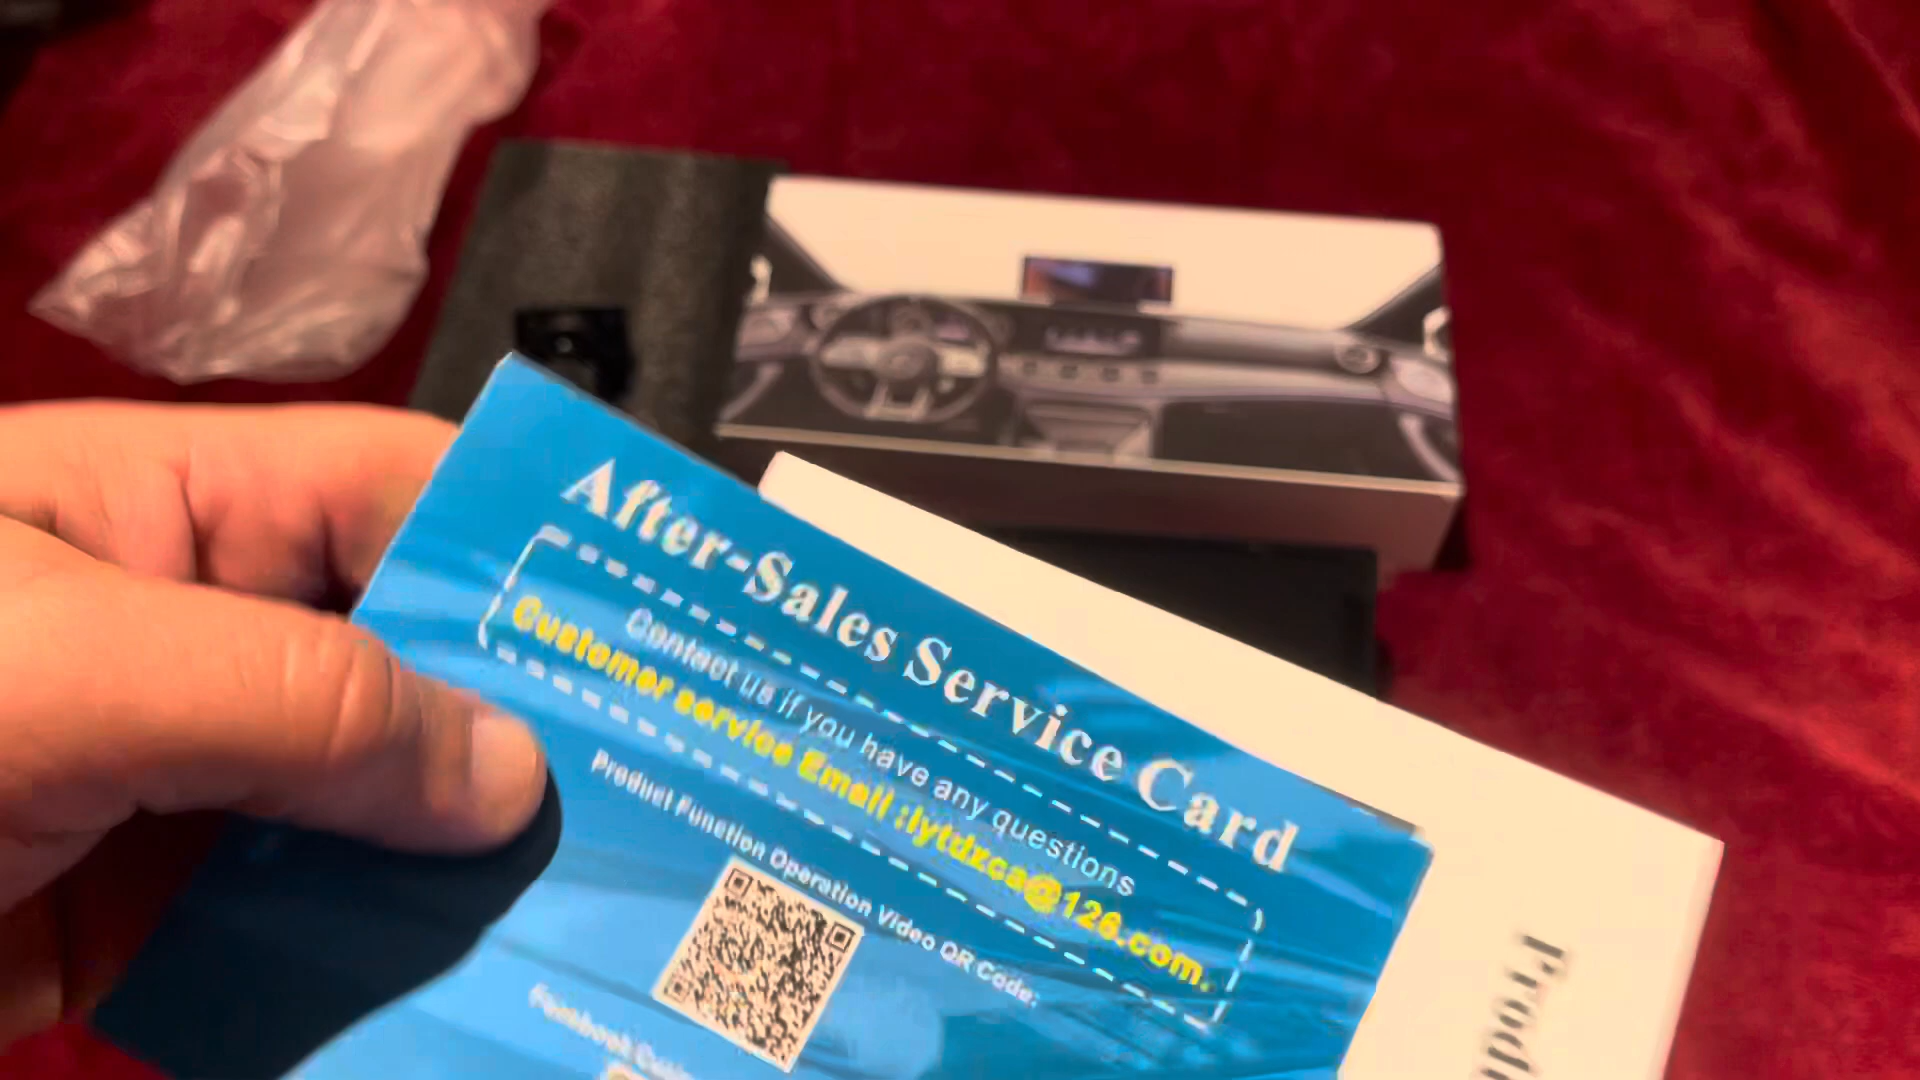 After-Sales Service Card
Contact us if you have any questions
Customer service Email :lytdzca@126.com.
Product Function Operation Video QR Code:
Facebook